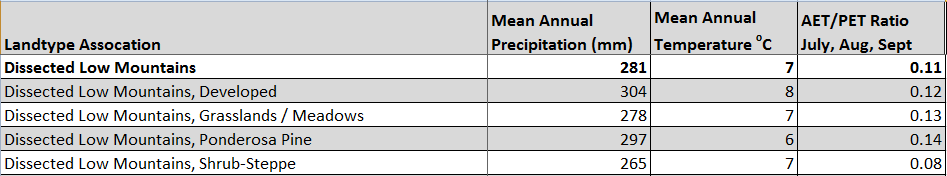 Landtype Assocation Mean Annual Precipitation (mm) Mean Annual Temperature °C AET/PET Ratio July, Aug, Sept
Dissected Low Mountains 281 7 0.11
Dissected Low Mountains, Developed 304 8 0.12
Dissected Low Mountains, Grasslands / Meadows 278 7 0.13
Dissected Low Mountains, Ponderosa Pine 297 6 0.14
Dissected Low Mountains, Shrub-Steppe 265 7 0.08